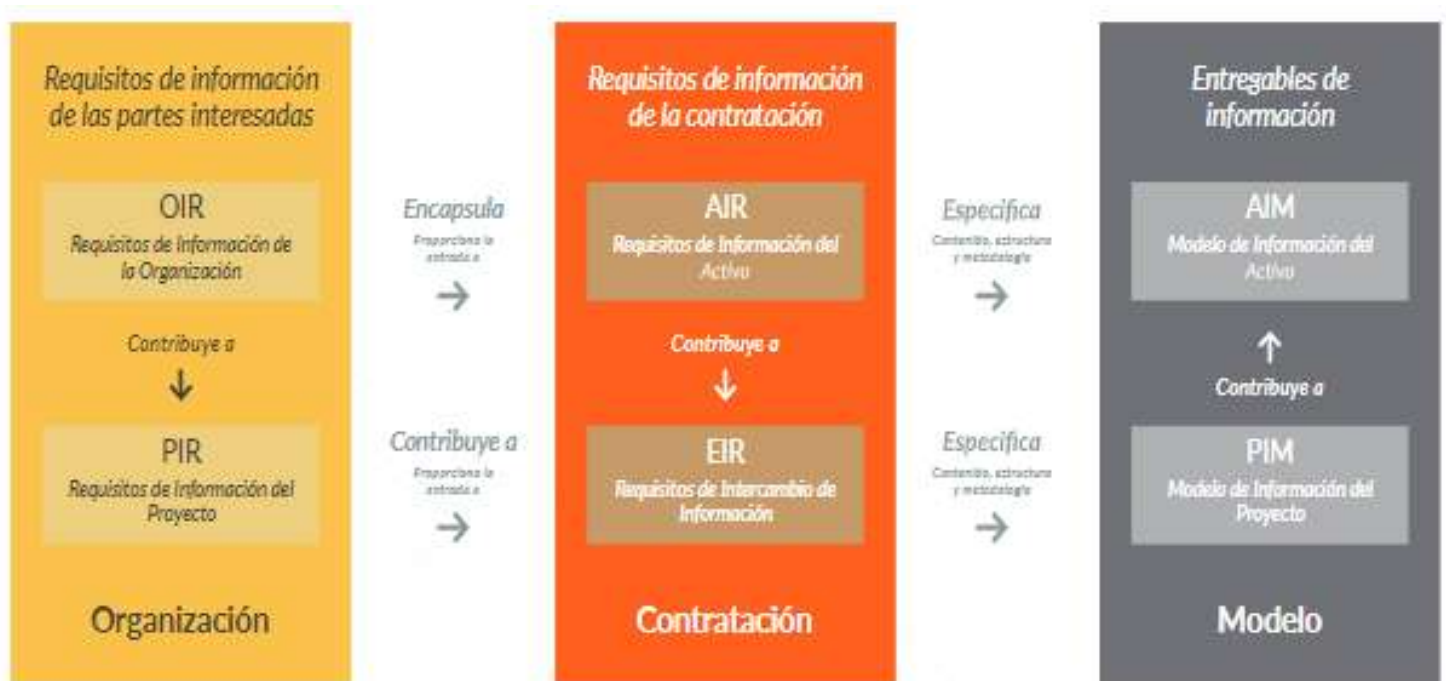 Requisitos de información
de las partes interesadas
OIR
Requisitos de Información de
la Organización
Contribuye a
PIR
Requisitos de Información del
Proyecto
Organización
Encapsula
Proporciona la
entrada a
Contribuye a
Proporciona la
entrada a
Requisitos de información
de la contratación
AIR
Requisitos de Información del
Activo
Contribuye a
EIR
Requisitos de Intercambio de
Información
Contratación
Especifica
Contenido, estructura
y metodología
Especifica
Contenido, estructura
y metodología
Entregables de
información
AIM
Modelo de Información del
Activo
Contribuye a
PIM
Modelo de Información del
Proyecto
Modelo